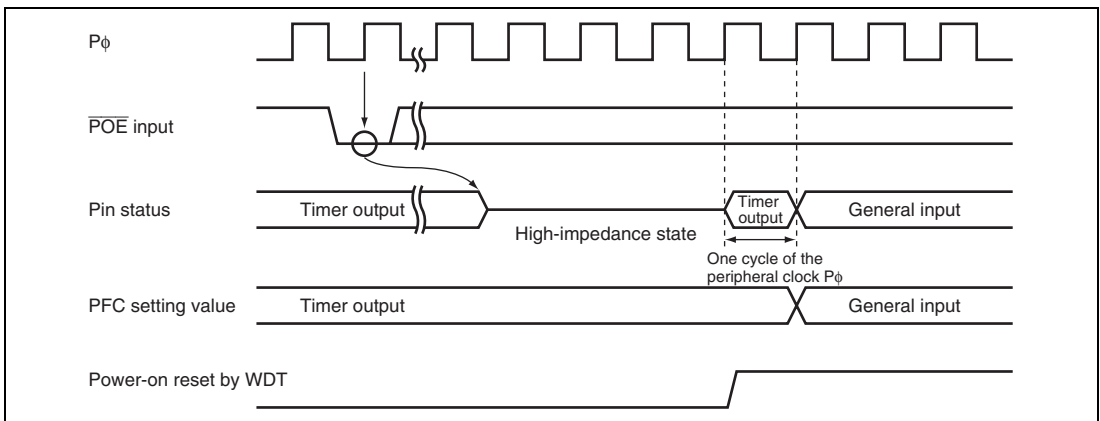 Pϕ
POE input
Pin status
Timer output
High-impedance state
Timer
output
General input
One cycle of the
peripheral clock Pϕ
PFC setting value
Timer output
General input
Power-on reset by WDT